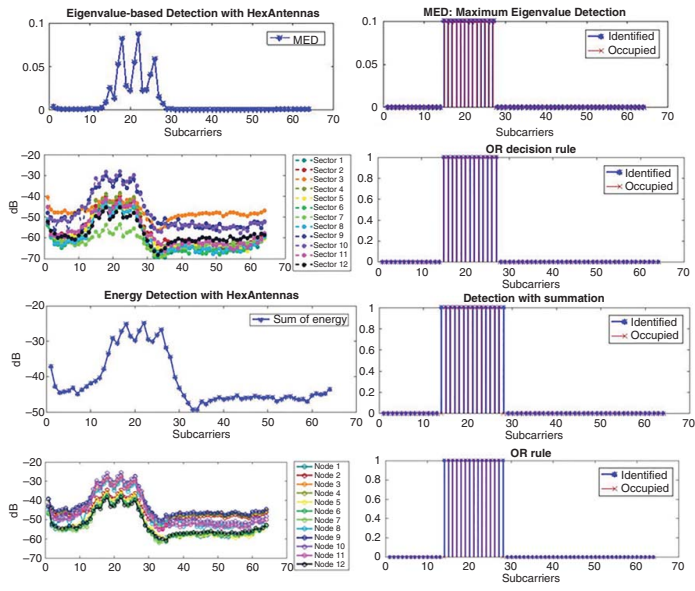 Eigenvalue-based Detection with HexAntennas
0.1
0.05
0
MED
0 10 20 30 40 50 60 70
Subcarriers
MED: Maximum Eigenvalue Detection
0.1
0.05
0
Identified
Occupied
0 10 20 30 40 50 60 70
Subcarriers
−20
−30
−40
−50
−60
−70
dB
0 10 20 30 40 50 60 70
Sector 1
Sector 2
Sector 3
Sector 4
Sector 5
Sector 6
Sector 7
Sector 8
Sector 9
Sector 10
Sector 11
Sector 12
OR decision rule
1
0.8
0.6
0.4
0.2
0
Identified
Occupied
0 10 20 30 40 50 60 70
Energy Detection with HexAntennas
−20
−30
−40
−50
dB
Sum of energy
0 10 20 30 40 50 60 70
Subcarriers
Detection with summation
1
0.8
0.6
0.4
0.2
0
Identified
Occupied
0 10 20 30 40 50 60 70
Subcarriers
−20
−30
−40
−50
−60
−70
dB
0 10 20 30 40 50 60 70
Node 1
Node 2
Node 3
Node 4
Node 5
Node 6
Node 7
Node 8
Node 9
Node 10
Node 11
Node 12
OR rule
1
0.8
0.6
0.4
0.2
0
Identified
Occupied
0 10 20 30 40 50 60 70
Subcarriers